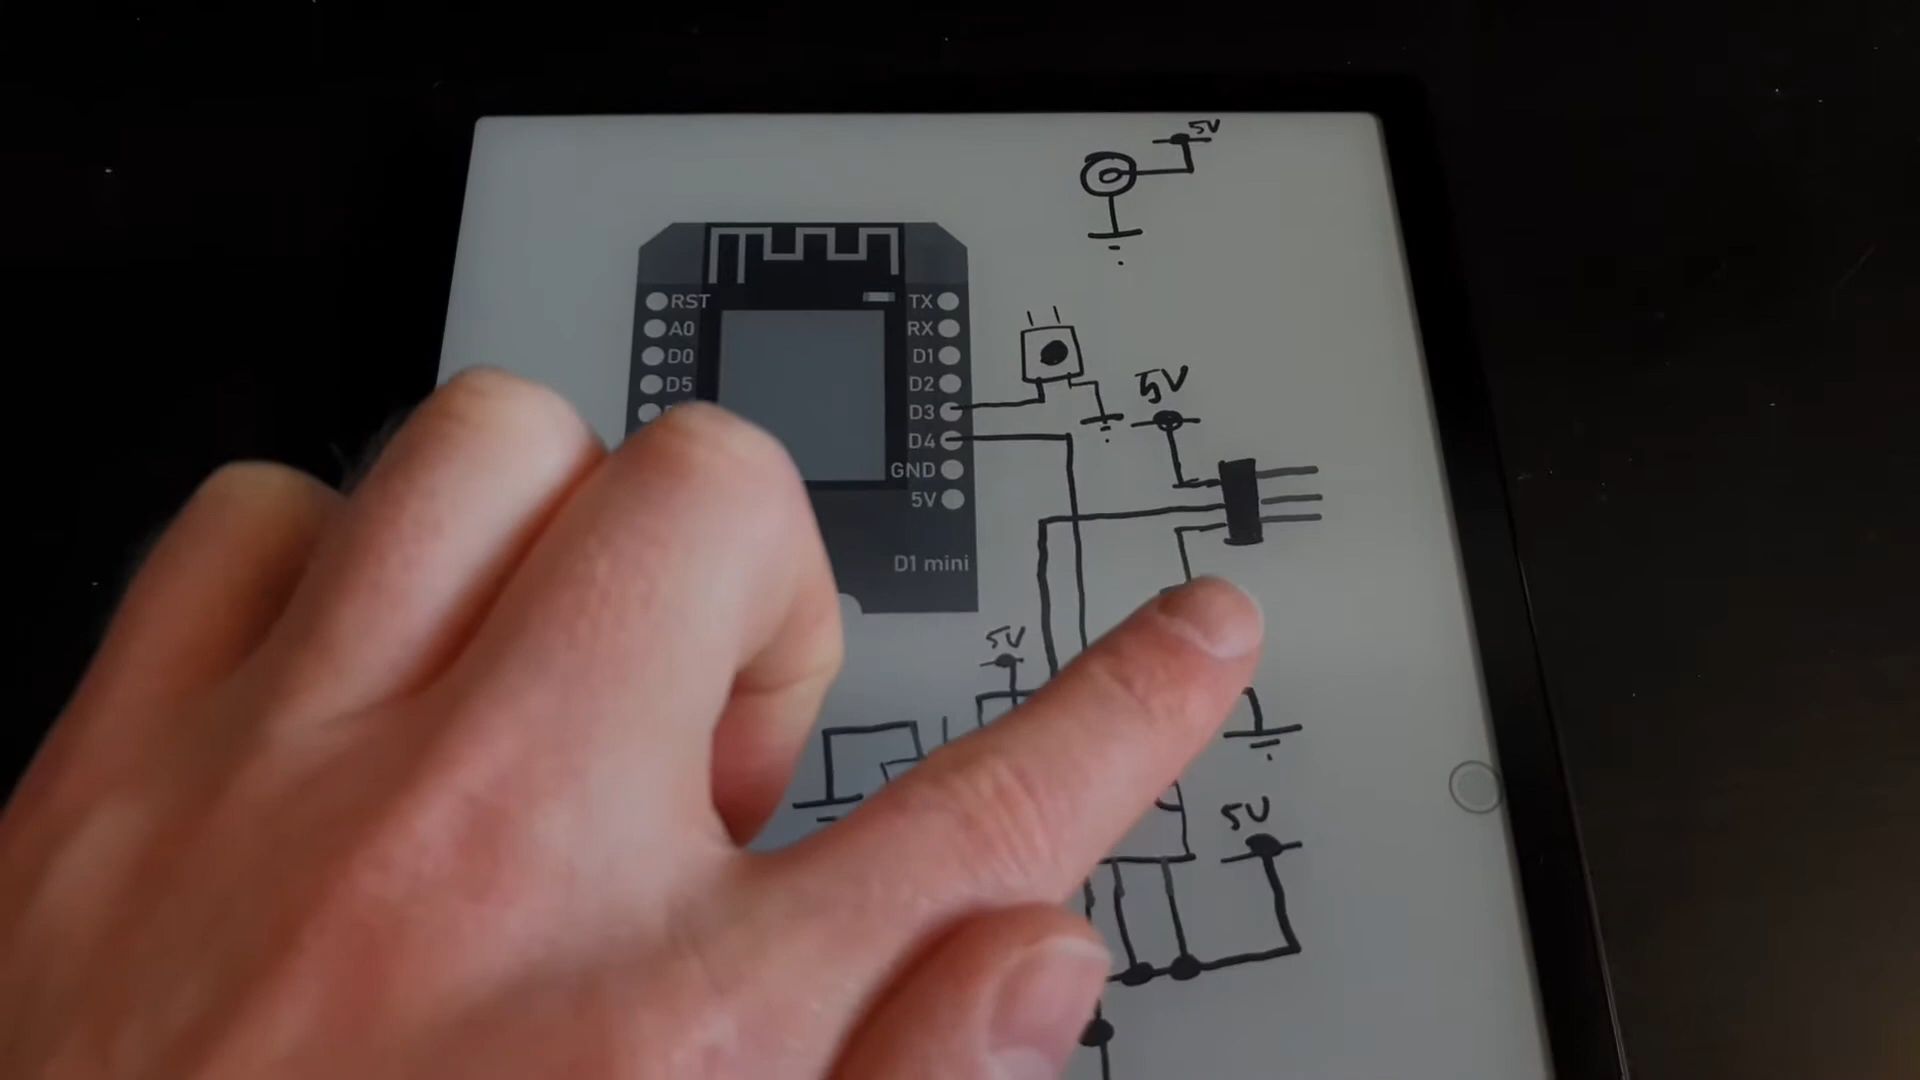 5V
RST TX
A0 RX
D0 D1
D5 D2
D3
5V
D4
GND
5V
D1 mini
5V
5V